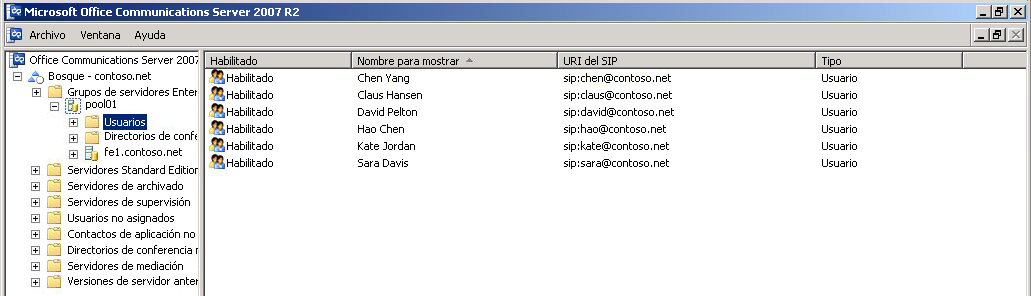 Microsoft Office Communications Server 2007 R2
Archivo Ventana Ayuda
Office Communications Server 2007
Bosque - contoso.net
Grupos de servidores Enter
pool01
Usuarios
Directorios de confe
fe1.contoso.net
Servidores Standard Edition
Servidores de archivado
Servidores de supervisión
Usuarios no asignados
Contactos de aplicación no
Directorios de conferencia r
Servidores de mediación
Versiones de servidor anter
Habilitado Nombre para mostrar URI del SIP Tipo
Habilitado Chen Yang sip:chen@contoso.net Usuario
Habilitado Claus Hansen sip:claus@contoso.net Usuario
Habilitado David Pelton sip:david@contoso.net Usuario
Habilitado Hao Chen sip:hao@contoso.net Usuario
Habilitado Kate Jordan sip:kate@contoso.net Usuario
Habilitado Sara Davis sip:sara@contoso.net Usuario